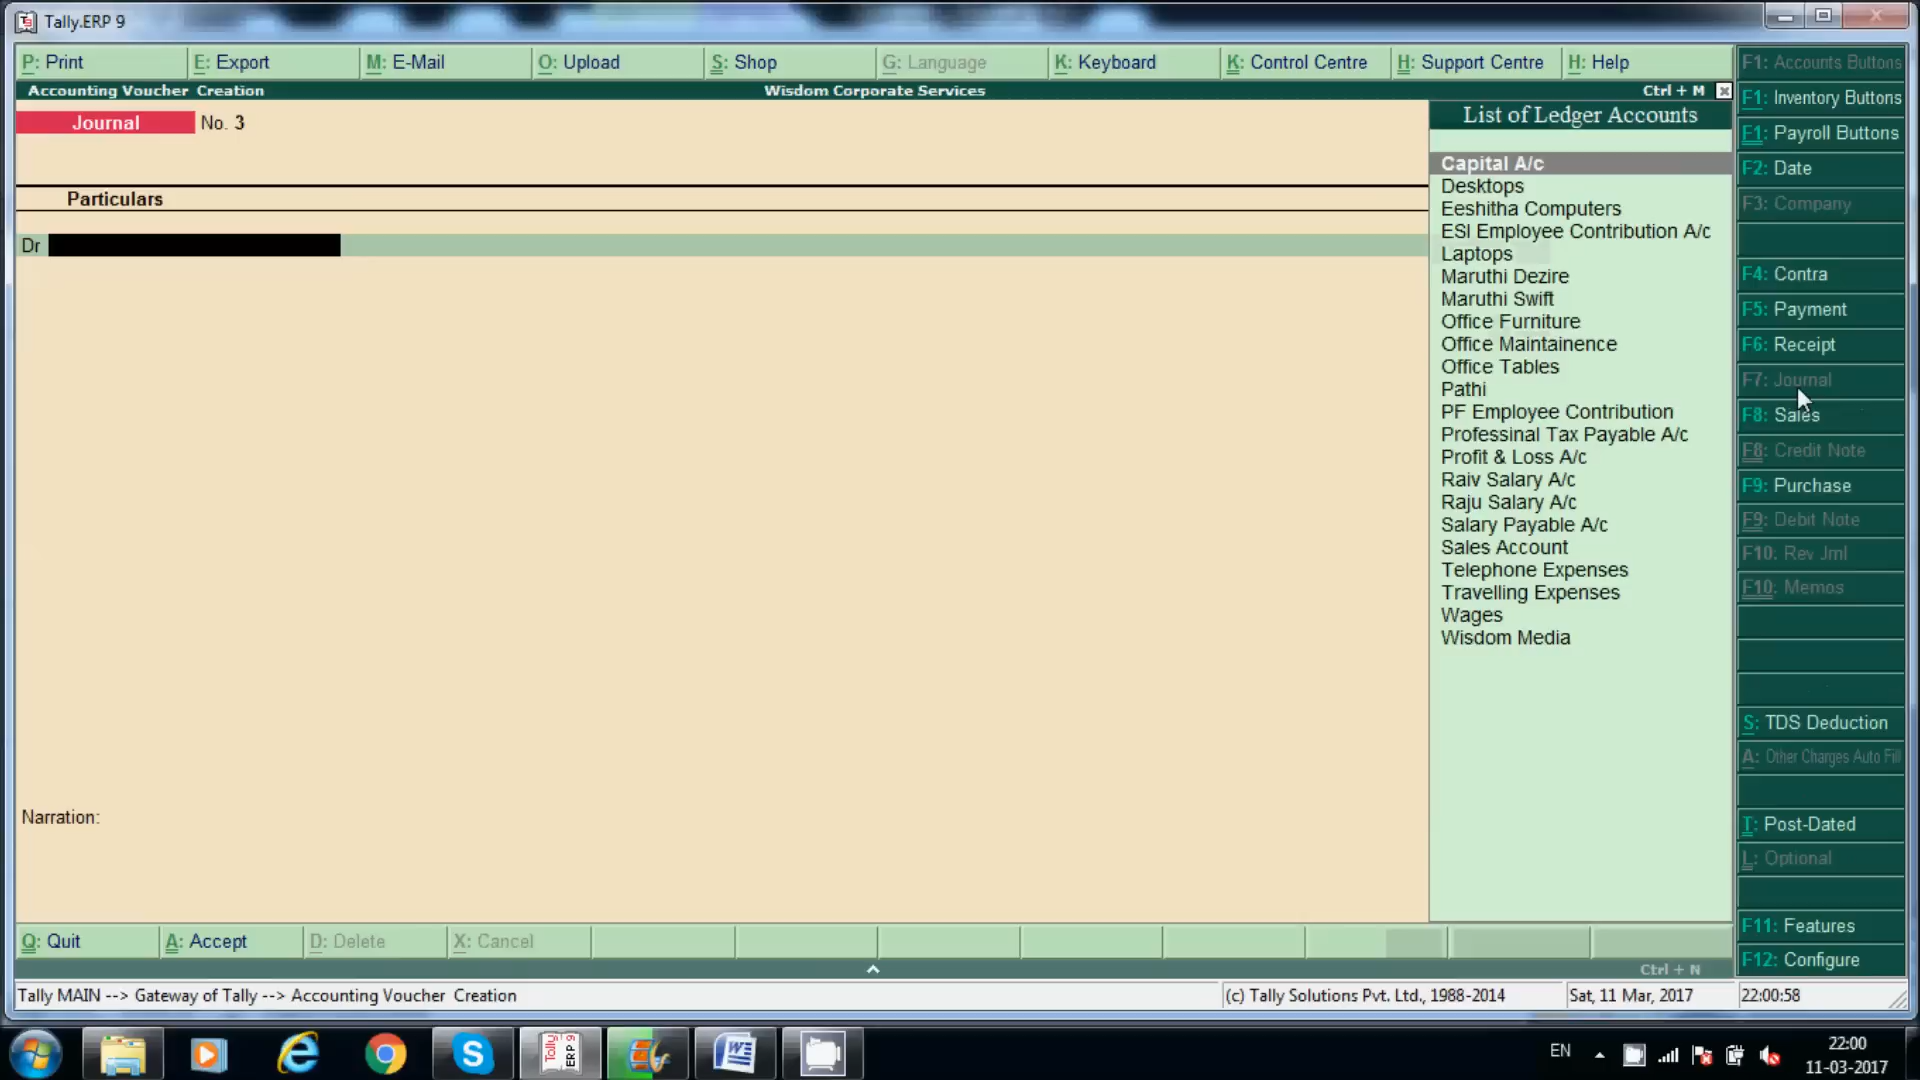 Tally.ERP 9
P: Print E: Export M: E-Mail O: Upload S: Shop G: Language K: Keyboard K: Control Centre H: Support Centre H: Help
Accounting Voucher Creation Wisdom Corporate Services Ctrl + M
Journal No. 3
Particulars
Dr
Narration:
List of Ledger Accounts
Capital A/c
Desktops
Eeshitha Computers
ESI Employee Contribution A/c
Laptops
Maruthi Dezire
Maruthi Swift
Office Furniture
Office Maintainence
Office Tables
Pathi
PF Employee Contribution
Professinal Tax Payable A/c
Profit & Loss A/c
Raiv Salary A/c
Raju Salary A/c
Salary Payable A/c
Sales Account
Telephone Expenses
Travelling Expenses
Wages
Wisdom Media
F1: Accounts Buttons
F1: Inventory Buttons
F1: Payroll Buttons
F2: Date
F3: Company
F4: Contra
F5: Payment
F6: Receipt
F7: Journal
F8: Sales
F8: Credit Note
F9: Purchase
F9: Debit Note
F10: Rev Jrnl
F10: Memos
S: TDS Deduction
A: Other Charges Auto Fill
T: Post-Dated
L: Optional
F11: Features
F12: Configure
Q: Quit A: Accept D: Delete X: Cancel
Ctrl + N
Tally MAIN --> Gateway of Tally --> Accounting Voucher Creation (c) Tally Solutions Pvt. Ltd., 1988-2014 Sat, 11 Mar, 2017 22:00:58
Tally ERP 9
EN 22:00
11-03-2017